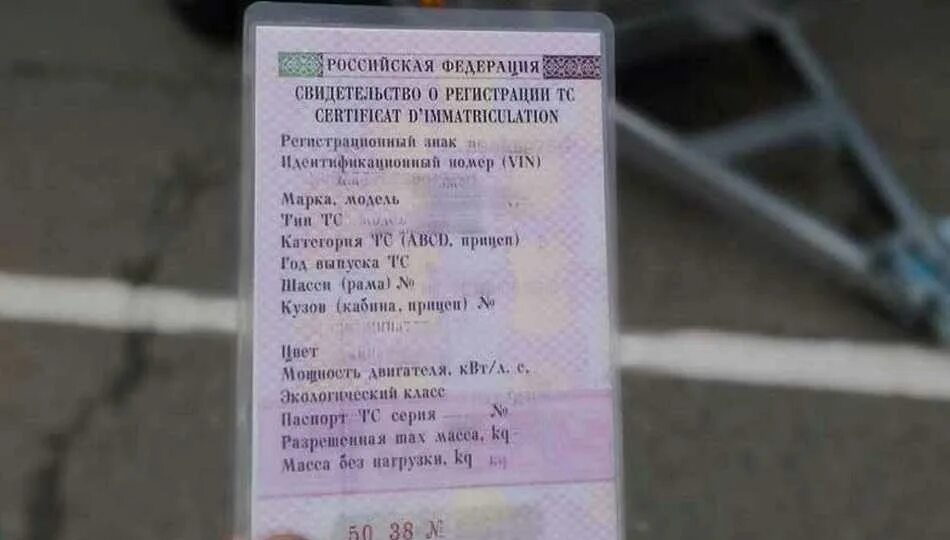 РОССИЙСКАЯ ФЕДЕРАЦИЯ
СВИДЕТЕЛЬСТВО О РЕГИСТРАЦИИ ТС
CERTIFICAT D'IMMATRICULATION
Регистрационный знак
Идентификационный номер (VIN)
Марка, модель
Тип ТС
Категория ТС (ABCD, прицеп)
Год выпуска ТС
Шасси (рама) №
Кузов (кабина, прицеп) №
Цвет
Мощность двигателя, кВт/л. с.
Экологический класс
Паспорт ТС серия №
Разрешенная max масса, kq
Масса без нагрузки, kq
50 38 №